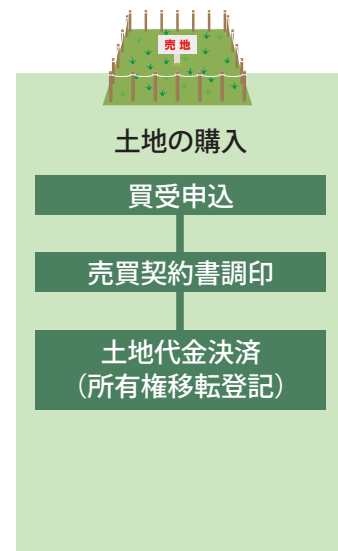 売地
土地の購入
買受申込
売買契約書調印
土地代金決済
（所有権移転登記）